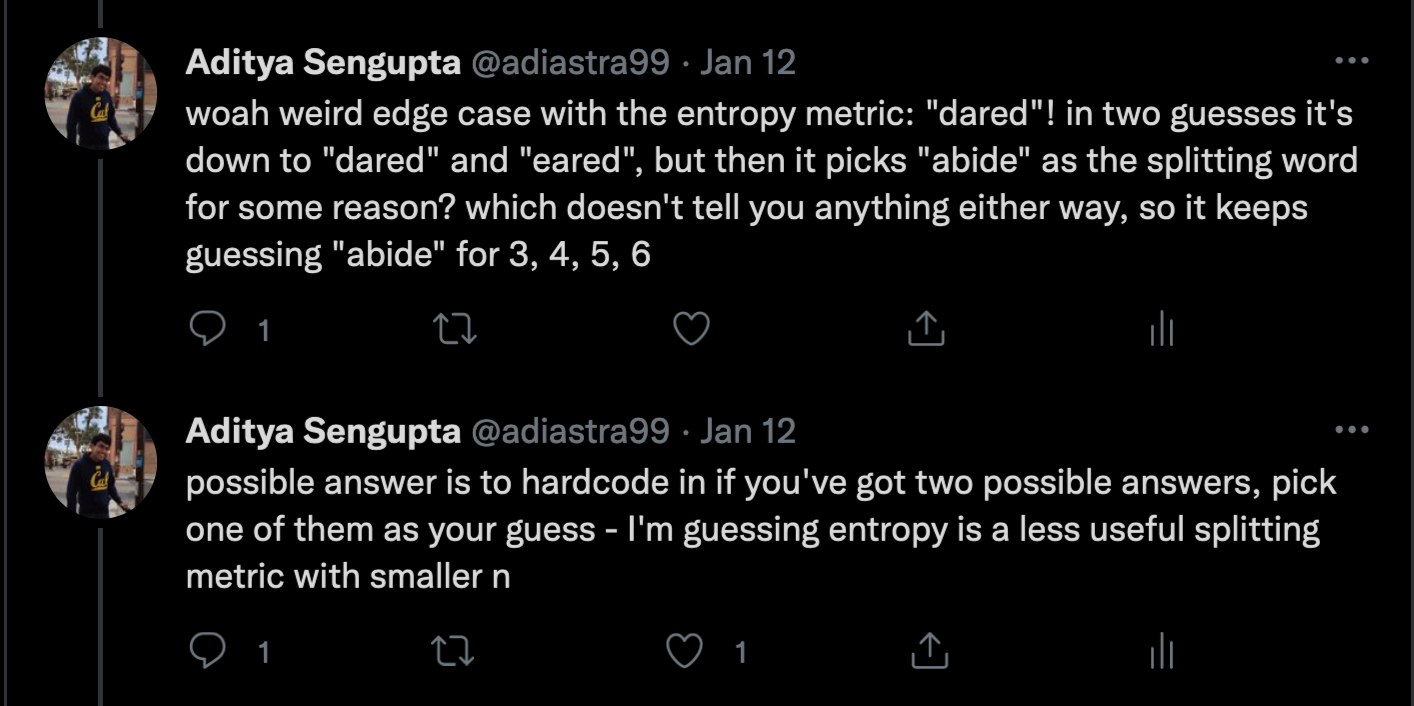 Aditya Sengupta @adiastra99 · Jan 12
woah weird edge case with the entropy metric: "dared"! in two guesses it's
down to "dared" and "eared", but then it picks "abide" as the splitting word
for some reason? which doesn't tell you anything either way, so it keeps
guessing "abide" for 3, 4, 5, 6
1
Aditya Sengupta @adiastra99 · Jan 12
possible answer is to hardcode in if you've got two possible answers, pick
one of them as your guess - I'm guessing entropy is a less useful splitting
metric with smaller n
1 1